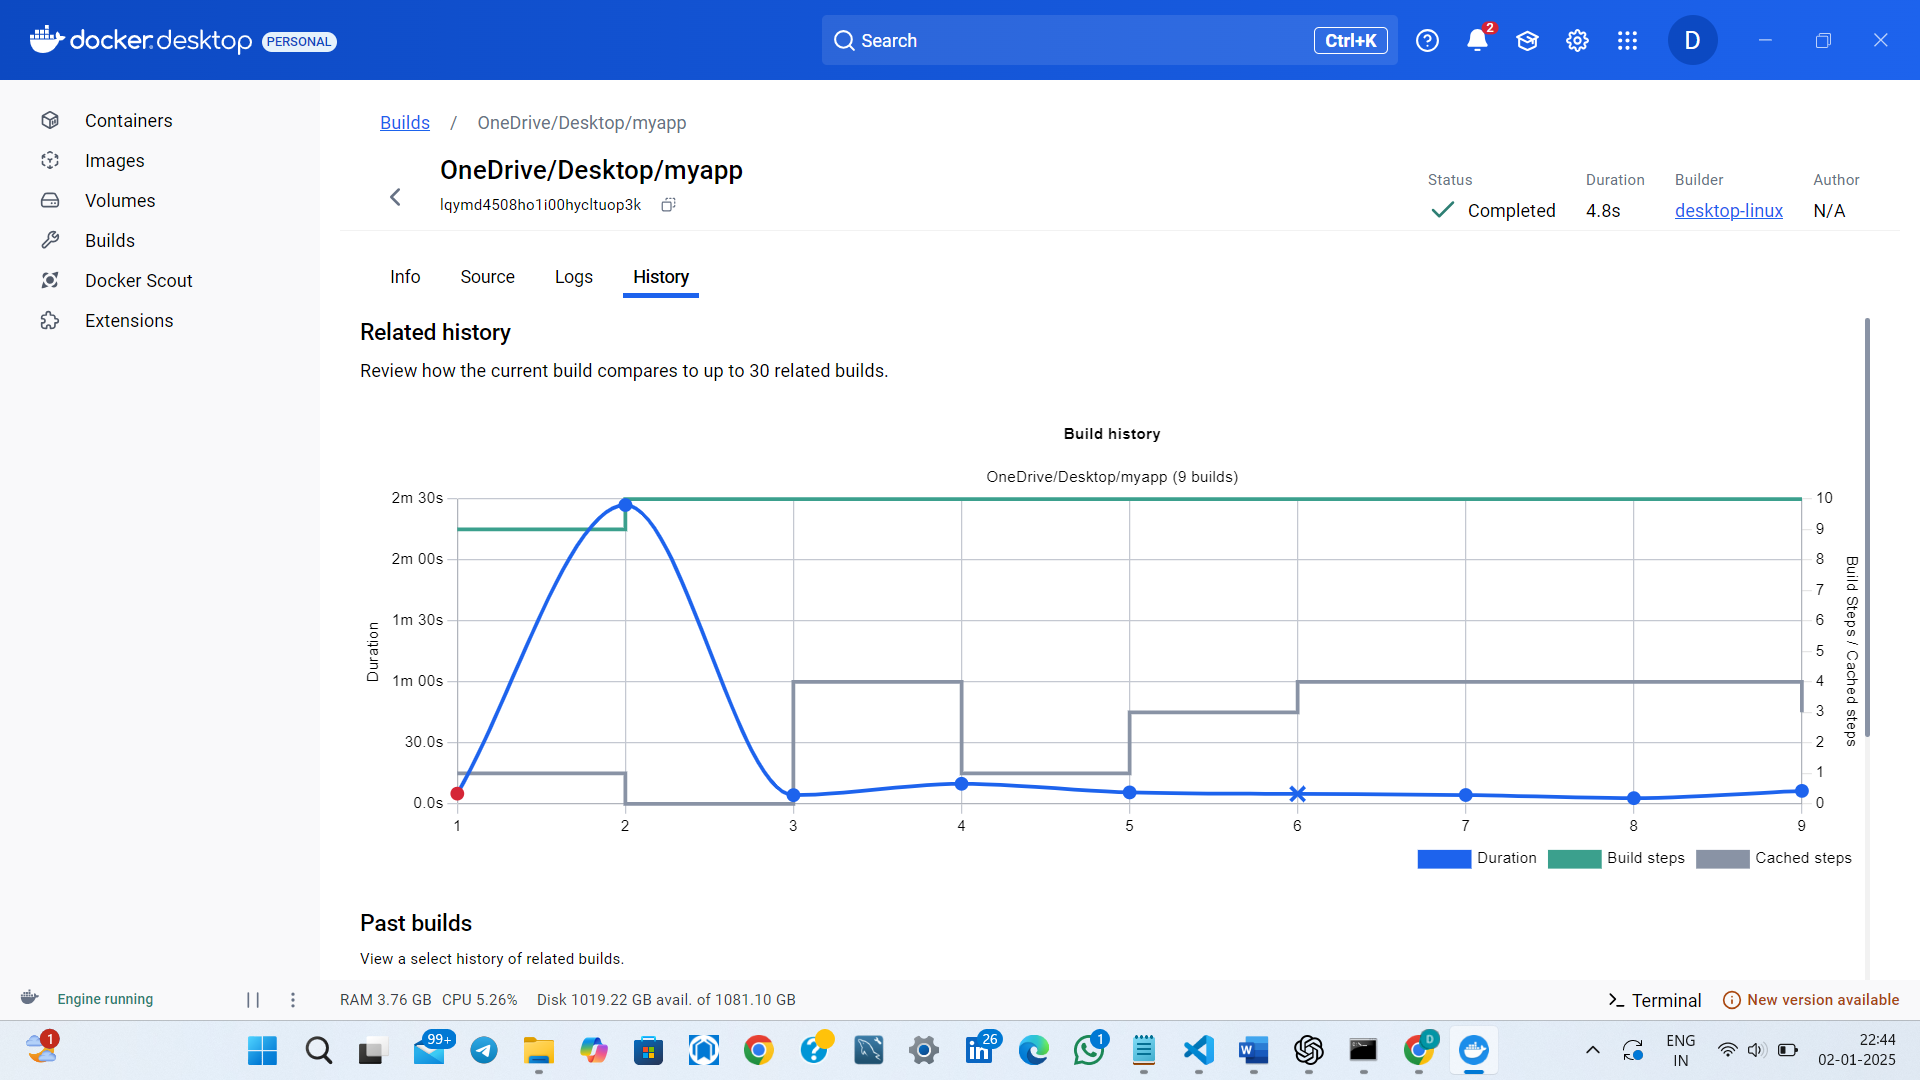 docker.desktop PERSONAL
Search
Ctrl+K
2
D
Containers
Images
Volumes
Builds
Docker Scout
Extensions
Builds / OneDrive/Desktop/myapp
OneDrive/Desktop/myapp
lqymd4508ho1i00hycltuop3k
Status
Completed
Duration
4.8s
Builder
desktop-linux
Author
N/A
Info
Source
Logs
History
Related history
Review how the current build compares to up to 30 related builds.
Build history
OneDrive/Desktop/myapp (9 builds)
Duration
2m 30s
2m 00s
1m 30s
1m 00s
30.0s
0.0s
10
9
8
7
6
5
4
3
2
1
0
Build Steps / Cached steps
1
2
3
4
5
6
7
8
9
Duration
Build steps
Cached steps
Past builds
View a select history of related builds.
Engine running
RAM 3.76 GB CPU 5.26%
Disk 1019.22 GB avail. of 1081.10 GB
Terminal
New version available
1
99+
26
1
D
ENG
IN
22:44
02-01-2025